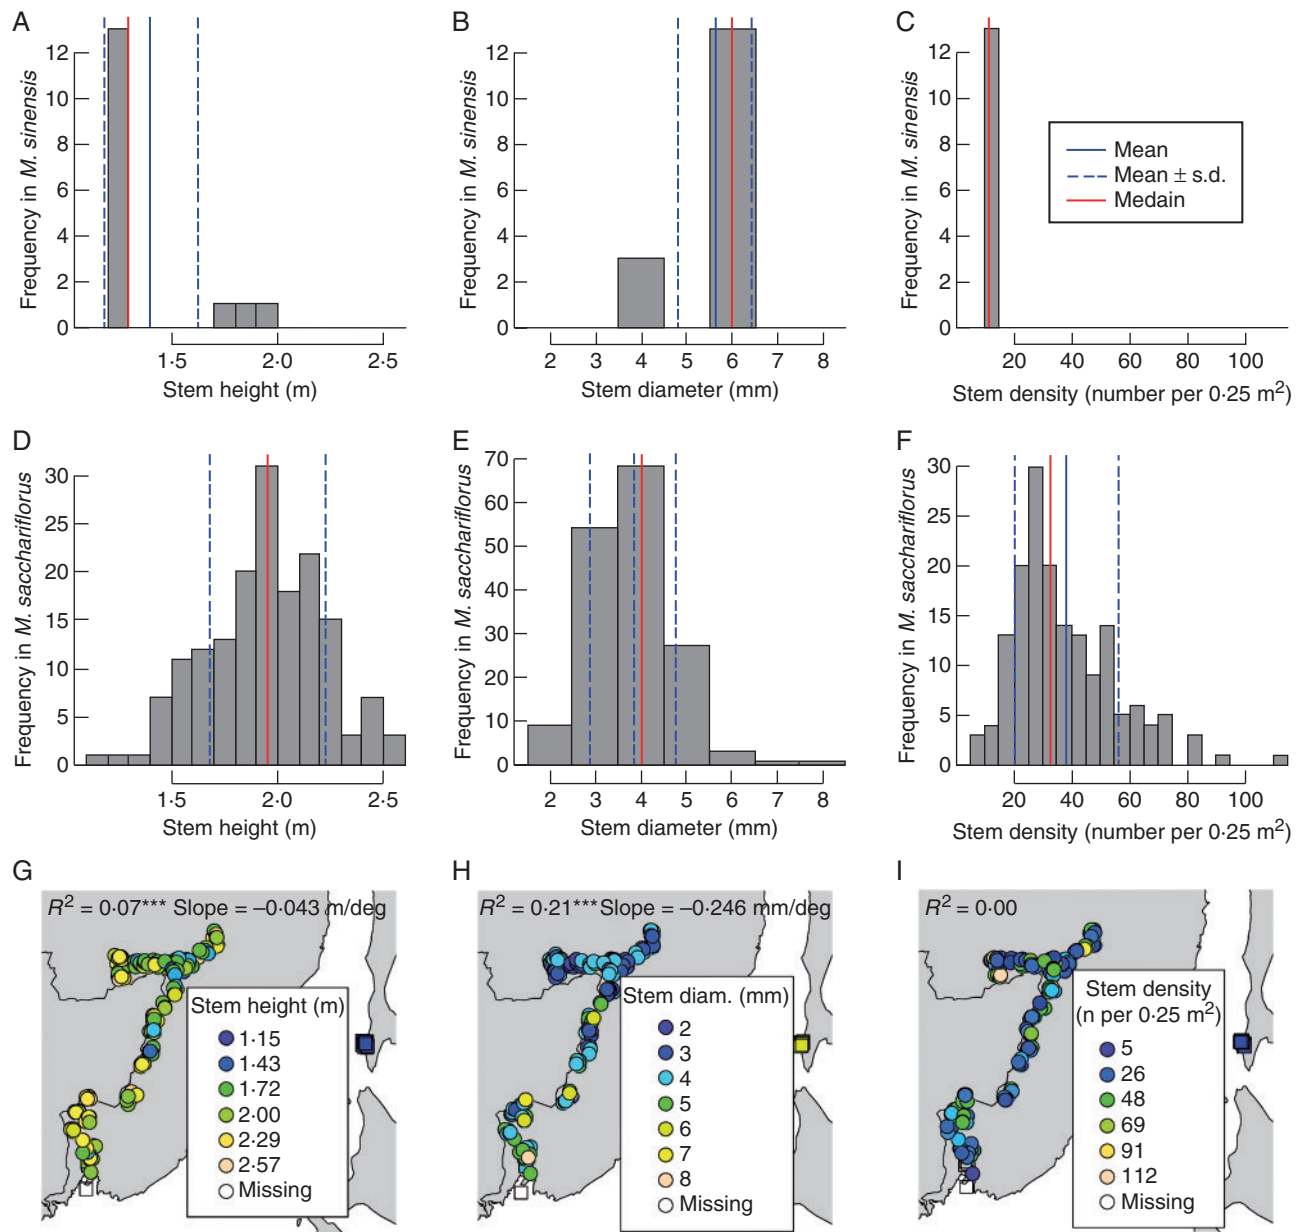 A
B
C
Frequency in M. sinensis
12
10
8
6
4
2
0
1·5 2·0 2·5
Stem height (m)
Frequency in M. sinensis
12
10
8
6
4
2
0
2 3 4 5 6 7 8
Stem diameter (mm)
Frequency in M. sinensis
12
10
8
6
4
2
0
Mean
Mean ± s.d.
Medain
20 40 60 80 100
Stem density (number per 0·25 m²)
D
E
F
Frequency in M. sacchariflorus
30
25
20
15
10
5
0
1·5 2·0 2·5
Stem height (m)
Frequency in M. sacchariflorus
70
60
50
40
30
20
10
0
2 3 4 5 6 7 8
Stem diameter (mm)
Frequency in M. sacchariflorus
30
25
20
15
10
5
0
20 40 60 80 100
Stem density (number per 0·25 m²)
G
H
I
R² = 0·07*** Slope = –0·043 m/deg
Stem height (m)
1·15
1·43
1·72
2·00
2·29
2·57
Missing
R² = 0·21*** Slope = –0·246 mm/deg
Stem diam. (mm)
2
3
4
5
6
7
8
Missing
R² = 0·00
Stem density
(n per 0·25 m²)
5
26
48
69
91
112
Missing